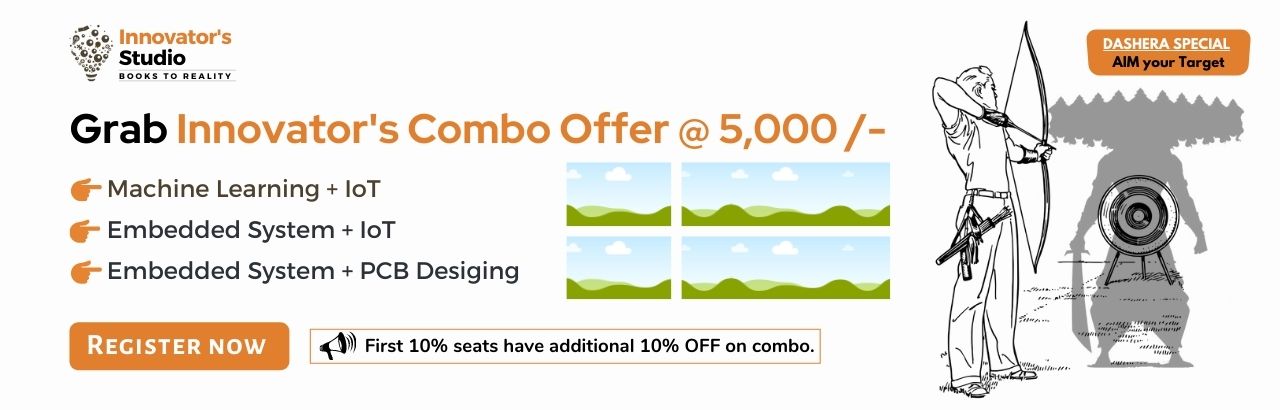 Innovator's
Studio
BOOKS TO REALITY
DASHERA SPECIAL
AIM your Target
Grab Innovator's Combo Offer @ 5,000 /-
Machine Learning + IoT
Embedded System + IoT
Embedded System + PCB Desiging
REGISTER NOW
First 10% seats have additional 10% OFF on combo.